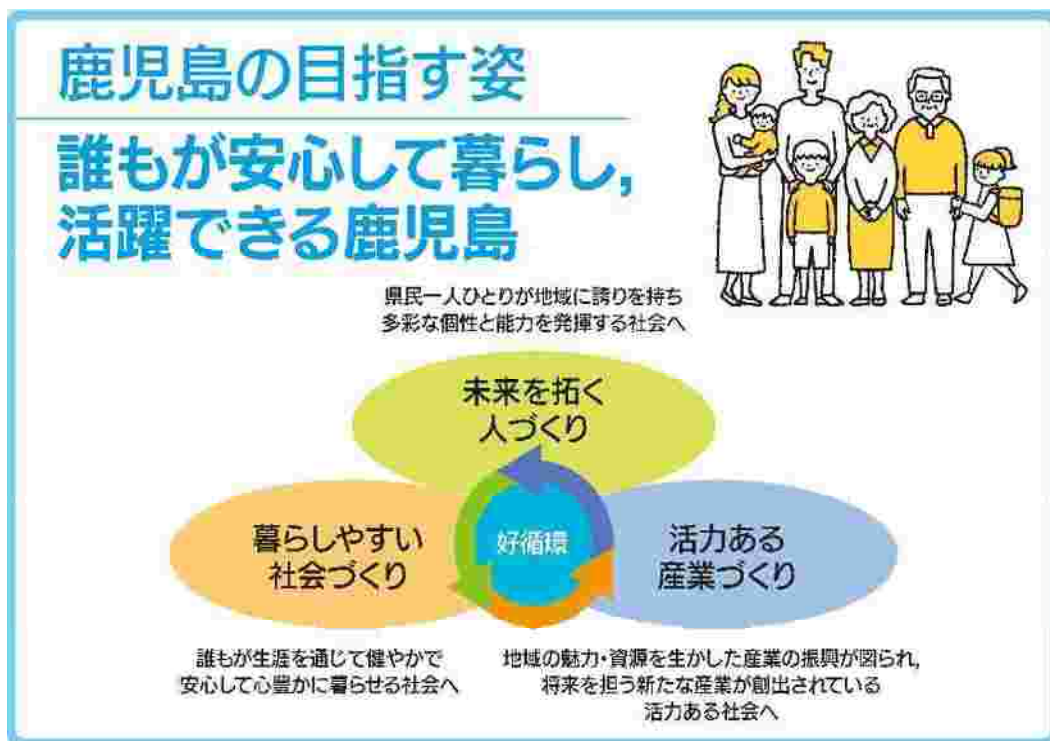 鹿児島の目指す姿
誰もが安心して暮らし,
活躍できる鹿児島
県民一人ひとりが地域に誇りを持ち
多彩な個性と能力を発揮する社会へ
未来を拓く
人づくり
暮らしやすい
社会づくり
好循環
活力ある
産業づくり
誰もが生涯を通じて健やかで
安心して心豊かに暮らせる社会へ
地域の魅力・資源を生かした産業の振興が図られ,
将来を担う新たな産業が創出されている
活力ある社会へ